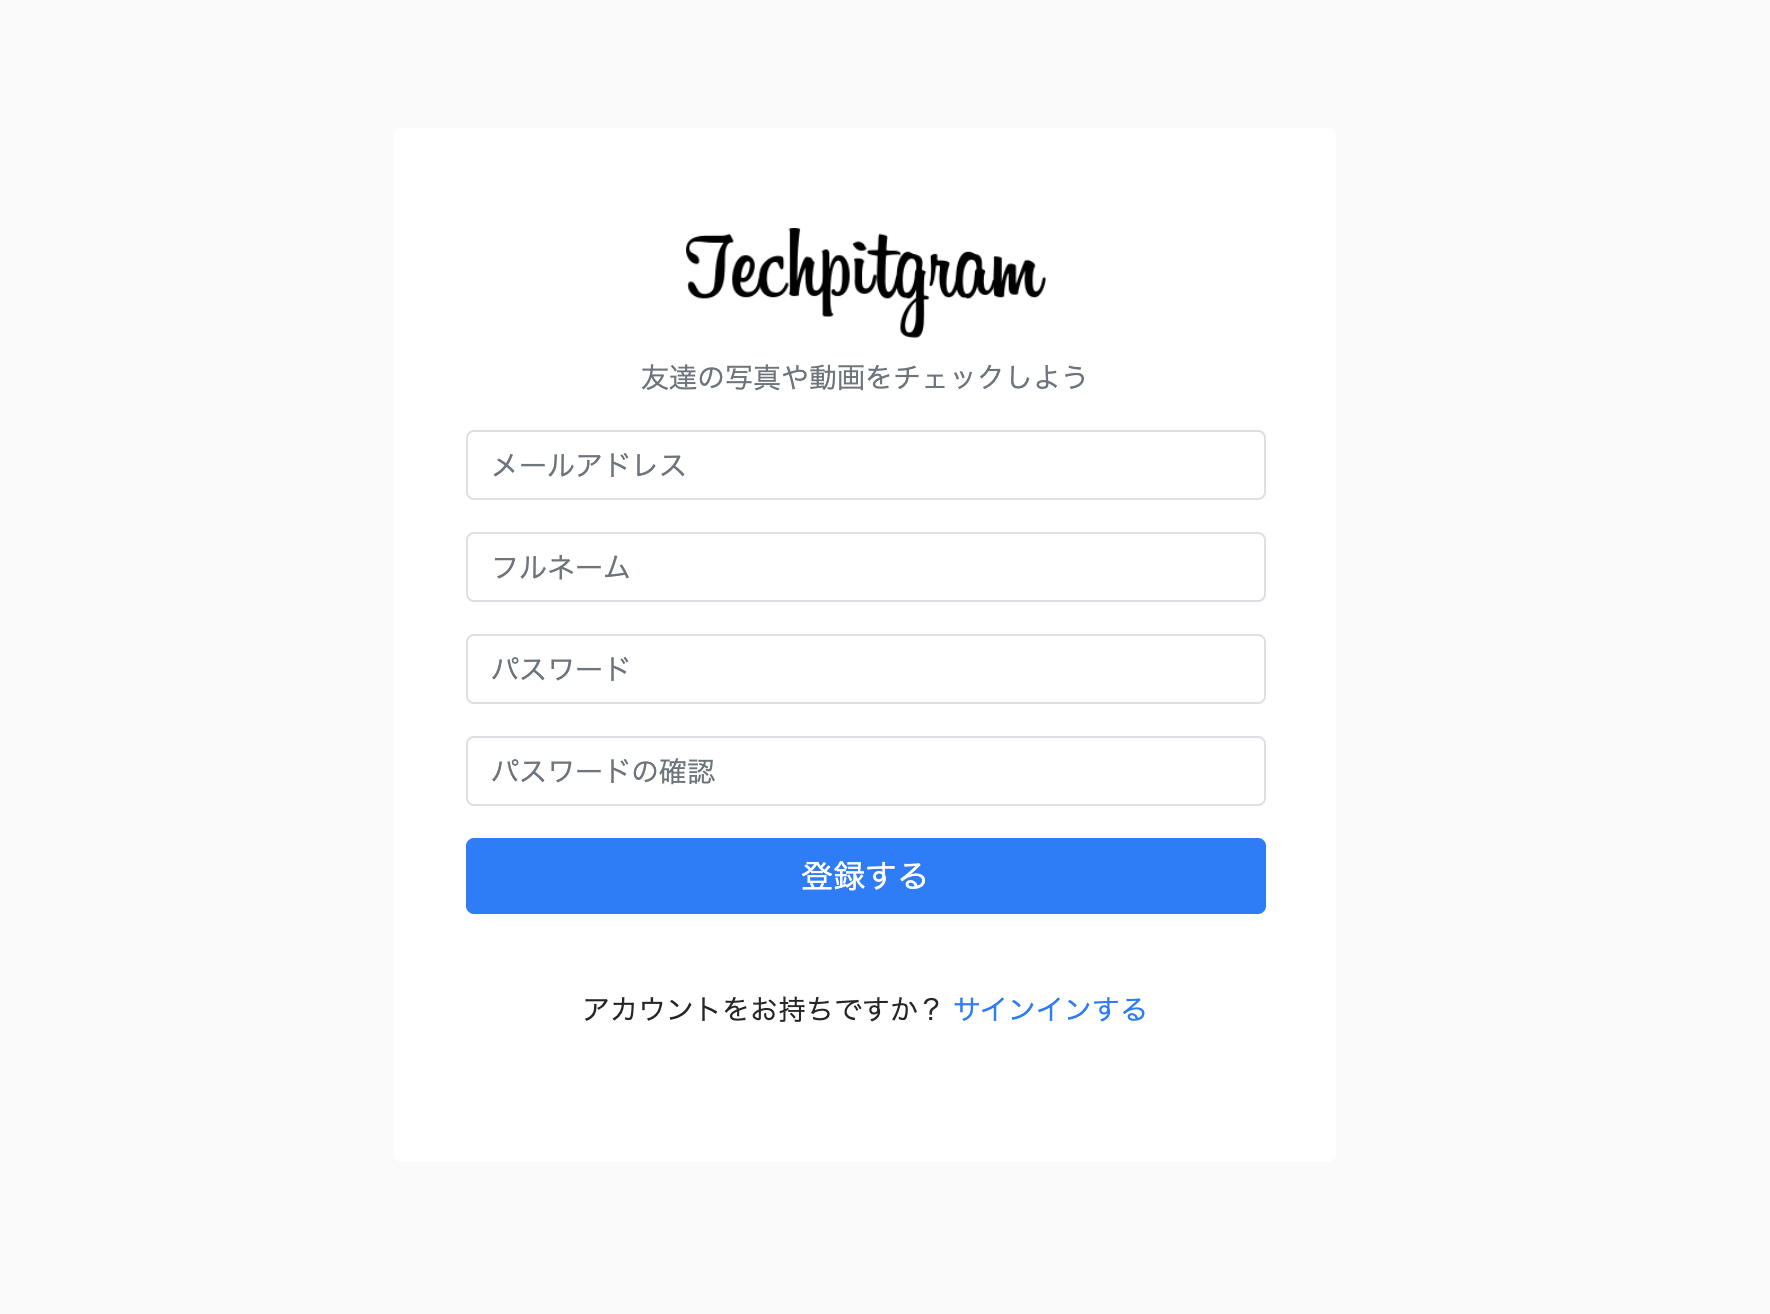 Techpitgram
友達の写真や動画をチェックしよう
メールアドレス
フルネーム
パスワード
パスワードの確認
登録する
アカウントをお持ちですか？ サインインする